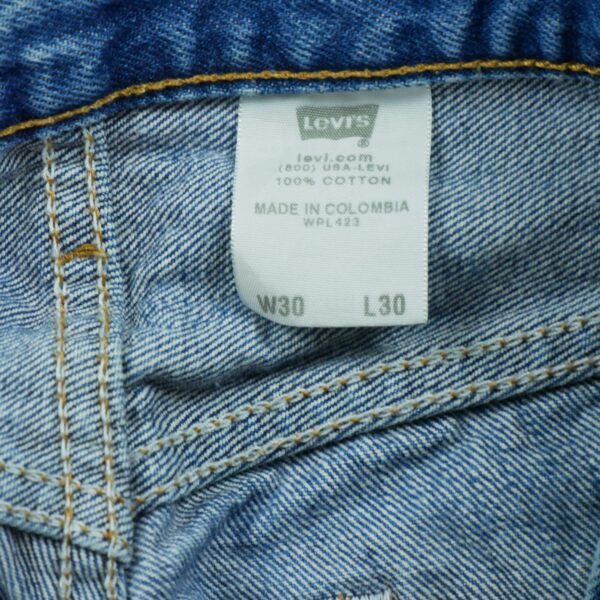 LEVI'S
®
levi.com
(800) USA-LEVI
100% COTTON
MADE IN COLOMBIA
WPL423
W30 L30